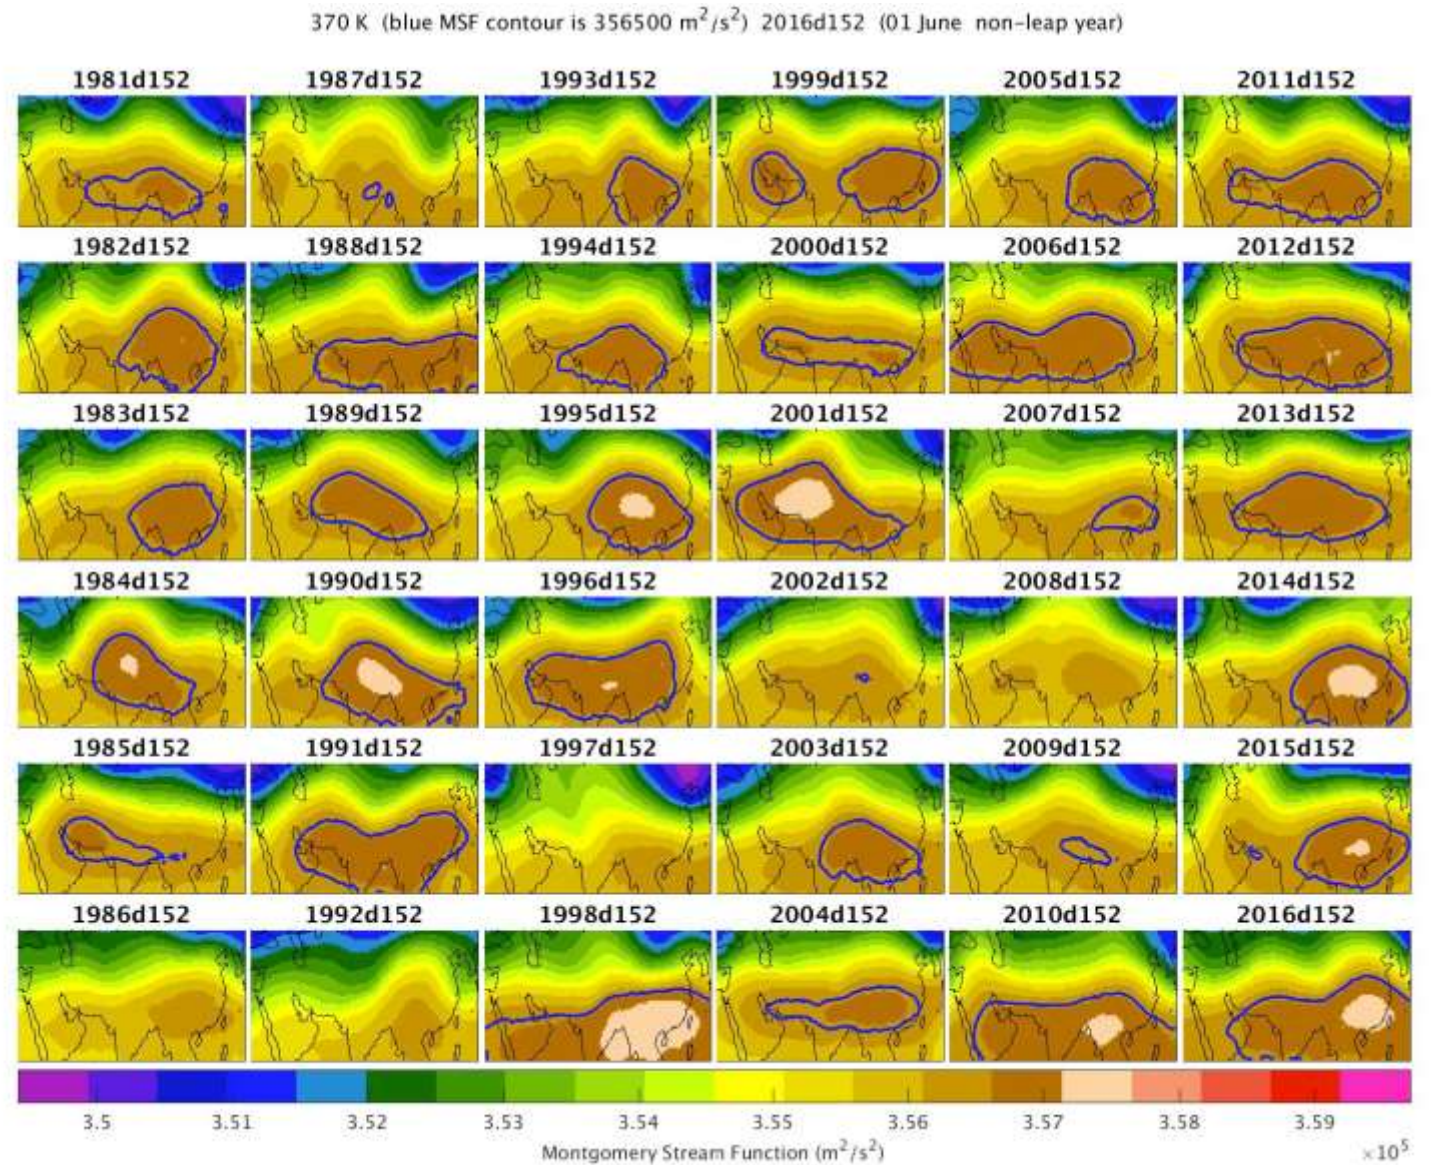 370 K (blue MSF contour is 356500 m²/s²) 2016d152 (01 June non-leap year)
1981d152 1987d152 1993d152 1999d152 2005d152 2011d152
1982d152 1988d152 1994d152 2000d152 2006d152 2012d152
1983d152 1989d152 1995d152 2001d152 2007d152 2013d152
1984d152 1990d152 1996d152 2002d152 2008d152 2014d152
1985d152 1991d152 1997d152 2003d152 2009d152 2015d152
1986d152 1992d152 1998d152 2004d152 2010d152 2016d152
3.5 3.51 3.52 3.53 3.54 3.55 3.56 3.57 3.58 3.59
Montgomery Stream Function (m²/s²) ×10⁵